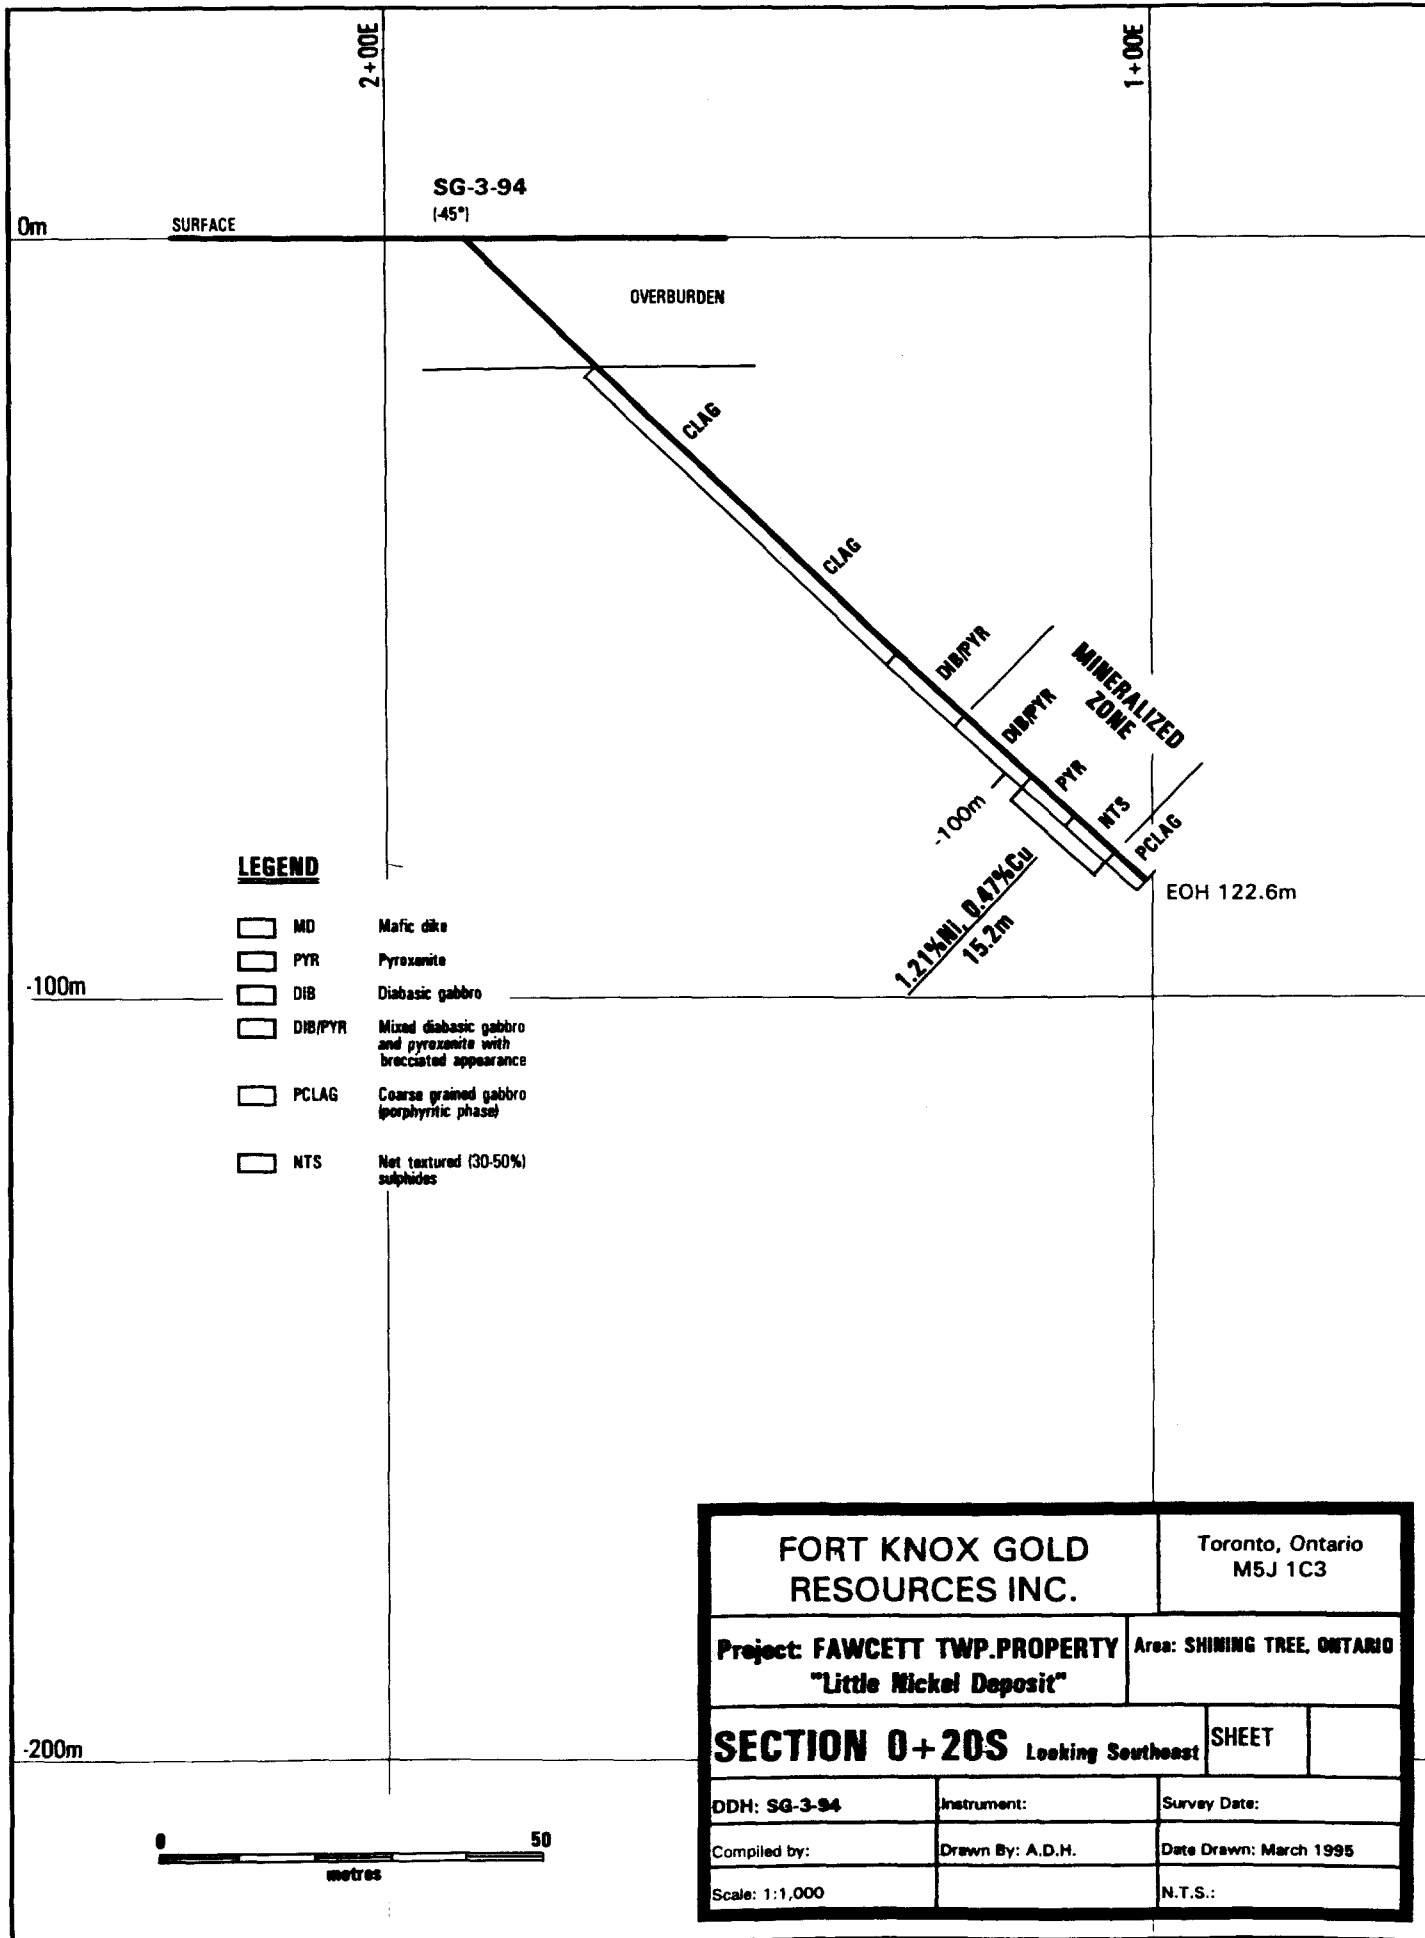 2+00E
1+00E
SG-3-94
(-45°)
0m
SURFACE
OVERBURDEN
CLAG
CLAG
DIB/PYR
MINERALIZED
ZONE
DIB/PYR
PYR
-100m
NTS
PCLAG
EOH 122.6m
1.21%Ni, 0.47%Cu
15.2m
LEGEND
MD Mafic dike
PYR Pyroxenite
-100m
DIB Diabasic gabbro
DIB/PYR Mixed diabasic gabbro
and pyroxenite with
brecciated appearance
PCLAG Coarse grained gabbro
(porphyritic phase)
NTS Net textured (30-50%)
sulphides
FORT KNOX GOLD
RESOURCES INC.
Toronto, Ontario
M5J 1C3
Project: FAWCETT TWP.PROPERTY
"Little Nickel Deposit"
Area: SHINING TREE, ONTARIO
SECTION 0+20S Looking Southeast
SHEET
-200m
DDH: SG-3-94
Instrument:
Survey Date:
Compiled by:
Drawn By: A.D.H.
Date Drawn: March 1995
Scale: 1:1,000
N.T.S.:
0 50
metres